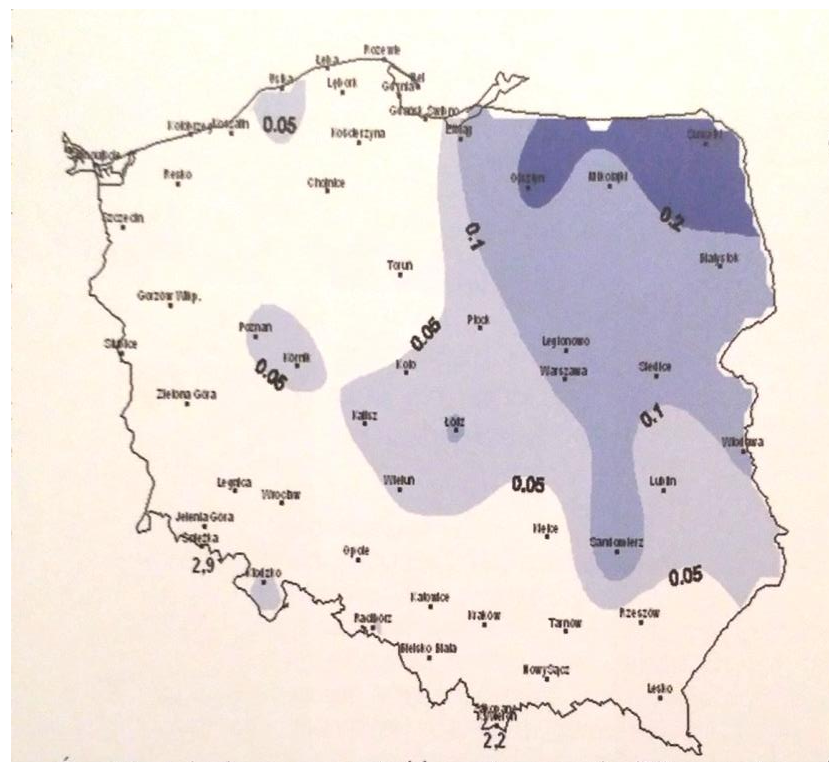 Rozewie
Łeba
Ustka
Hel
Lębork
Gdynia
0.05
Gdańsk Świbno
Kołobrzeg
Koszalin
Elbląg
Kościerzyna
Suwałki
Resko
Chojnice
Olsztyn
Mikołajki
Szczecin
0.2
0.1
Białystok
Toruń
Gorzów Wlkp.
Płock
Poznań
0.05
Legionowo
Słubice
Kórnik
Koło
Warszawa
Siedlce
0.05
Zielona Góra
Kalisz
Łódź
0.1
Włodawa
Legnica
Wrocław
Wieluń
0.05
Lublin
Jelenia Góra
Śnieżka
Kielce
Sandomierz
2,9
Opole
Kłodzko
0.05
Katowice
Racibórz
Kraków
Tarnów
Rzeszów
Bielsko Biała
Nowy Sącz
Lesko
Zakopane
Kasprowy
2,2